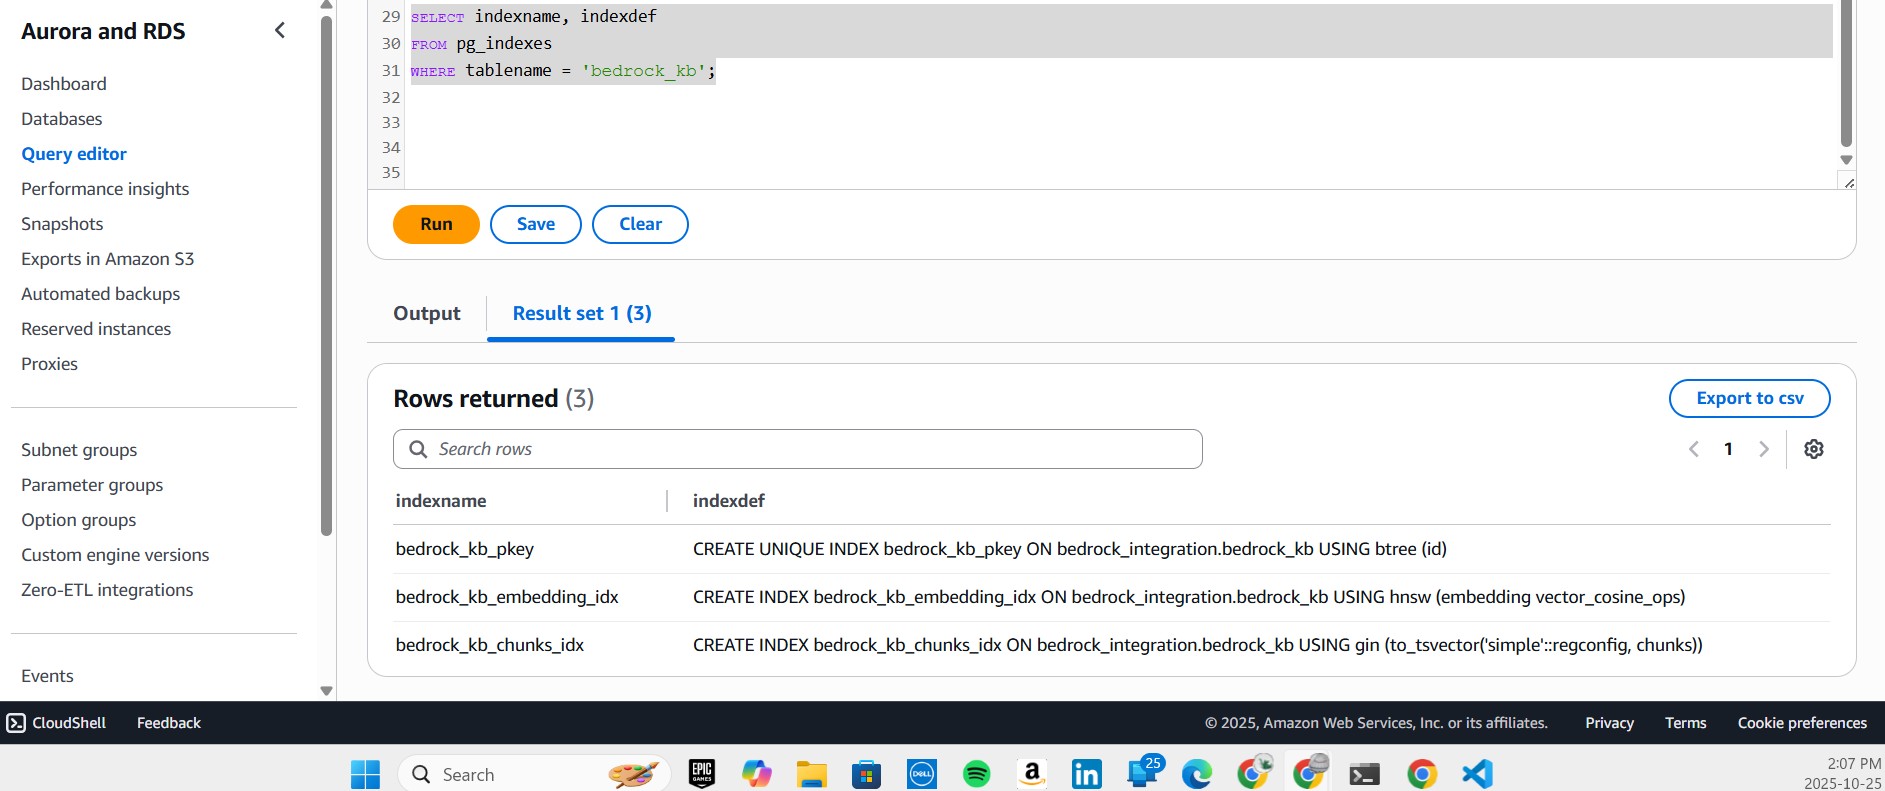 Aurora and RDS
Dashboard
Databases
Query editor
Performance insights
Snapshots
Exports in Amazon S3
Automated backups
Reserved instances
Proxies
Subnet groups
Parameter groups
Option groups
Custom engine versions
Zero-ETL integrations
Events
29 SELECT indexname, indexdef
30 FROM pg_indexes
31 WHERE tablename = 'bedrock_kb';
32
33
34
35
Run Save Clear
Output Result set 1 (3)
Rows returned (3)
Export to csv
Search rows
1
indexname indexdef
bedrock_kb_pkey CREATE UNIQUE INDEX bedrock_kb_pkey ON bedrock_integration.bedrock_kb USING btree (id)
bedrock_kb_embedding_idx CREATE INDEX bedrock_kb_embedding_idx ON bedrock_integration.bedrock_kb USING hnsw (embedding vector_cosine_ops)
bedrock_kb_chunks_idx CREATE INDEX bedrock_kb_chunks_idx ON bedrock_integration.bedrock_kb USING gin (to_tsvector('simple'::regconfig, chunks))
CloudShell Feedback © 2025, Amazon Web Services, Inc. or its affiliates. Privacy Terms Cookie preferences
Search
EPIC GAMES
DELL
a
in
25
2:07 PM
2025-10-25